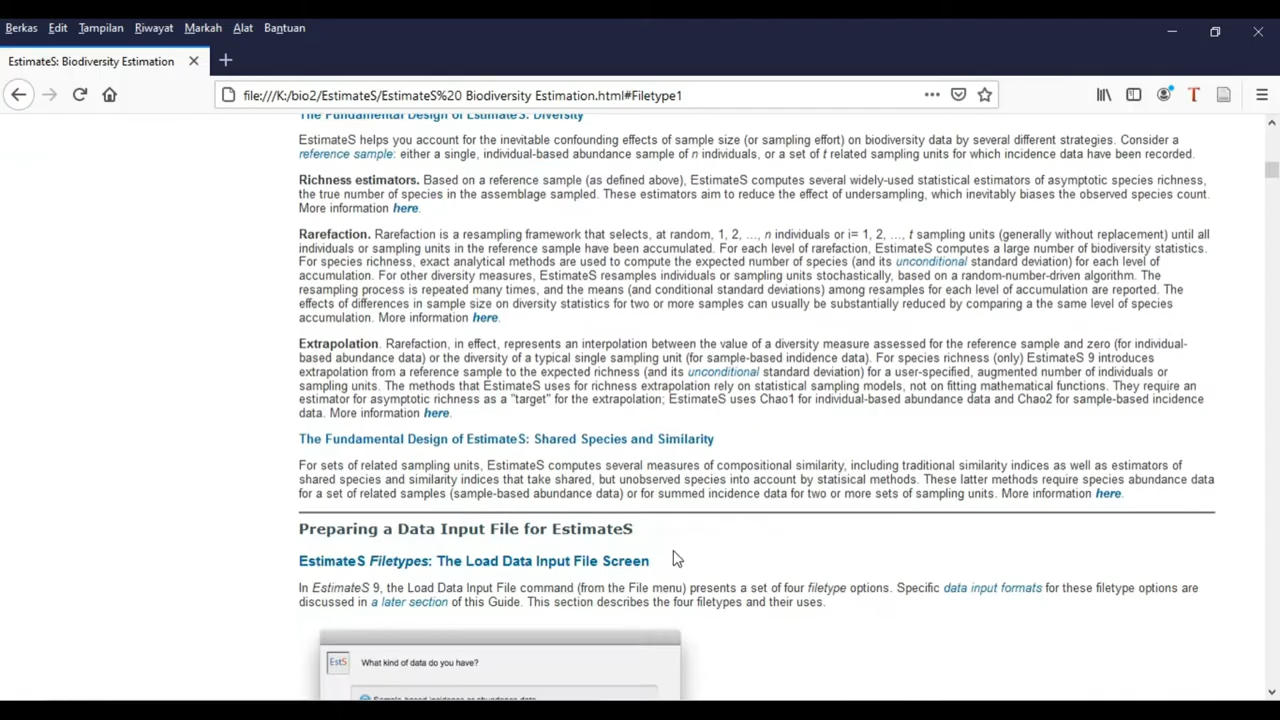 Berkas Edit Tampilan Riwayat Markah Alat Bantuan
EstimateS: Biodiversity Estimation
file:///K:/bio2/EstimateS/EstimateS%20 Biodiversity Estimation.html#Filetype1
The Fundamental Design of EstimateS: Diversity
EstimateS helps you account for the inevitable confounding effects of sample size (or sampling effort) on biodiversity data by several different strategies. Consider a
reference sample: either a single, individual-based abundance sample of n individuals, or a set of t related sampling units for which incidence data have been recorded.
Richness estimators. Based on a reference sample (as defined above), EstimateS computes several widely-used statistical estimators of asymptotic species richness,
the true number of species in the assemblage sampled. These estimators aim to reduce the effect of undersampling, which inevitably biases the observed species count.
More information here.
Rarefaction. Rarefaction is a resampling framework that selects, at random, 1, 2, ..., n individuals or i= 1, 2, ..., t sampling units (generally without replacement) until all
individuals or sampling units in the reference sample have been accumulated. For each level of rarefaction, EstimateS computes a large number of biodiversity statistics.
For species richness, exact analytical methods are used to compute the expected number of species (and its unconditional standard deviation) for each level of
accumulation. For other diversity measures, EstimateS resamples individuals or sampling units stochastically, based on a random-number-driven algorithm. The
resampling process is repeated many times, and the means (and conditional standard deviations) among resamples for each level of accumulation are reported. The
effects of differences in sample size on diversity statistics for two or more samples can usually be substantially reduced by comparing a the same level of species
accumulation. More information here.
Extrapolation. Rarefaction, in effect, represents an interpolation between the value of a diversity measure assessed for the reference sample and zero (for individual-
based abundance data) or the diversity of a typical single sampling unit (for sample-based indidence data). For species richness (only) EstimateS 9 introduces
extrapolation from a reference sample to the expected richness (and its unconditional standard deviation) for a user-specified, augmented number of individuals or
sampling units. The methods that EstimateS uses for richness extrapolation rely on statistical sampling models, not on fitting mathematical functions. They require an
estimator for asymptotic richness as a "target" for the extrapolation; EstimateS uses Chao1 for individual-based abundance data and Chao2 for sample-based incidence
data. More information here.
The Fundamental Design of EstimateS: Shared Species and Similarity
For sets of related sampling units, EstimateS computes several measures of compositional similarity, including traditional similarity indices as well as estimators of
shared species and similarity indices that take shared, but unobserved species into account by statisical methods. These latter methods require species abundance data
for a set of related samples (sample-based abundance data) or for summed incidence data for two or more sets of sampling units. More information here.
Preparing a Data Input File for EstimateS
EstimateS Filetypes: The Load Data Input File Screen
In EstimateS 9, the Load Data Input File command (from the File menu) presents a set of four filetype options. Specific data input formats for these filetype options are
discussed in a later section of this Guide. This section describes the four filetypes and their uses.
EstS What kind of data do you have?
Sample-based incidence or abundance data